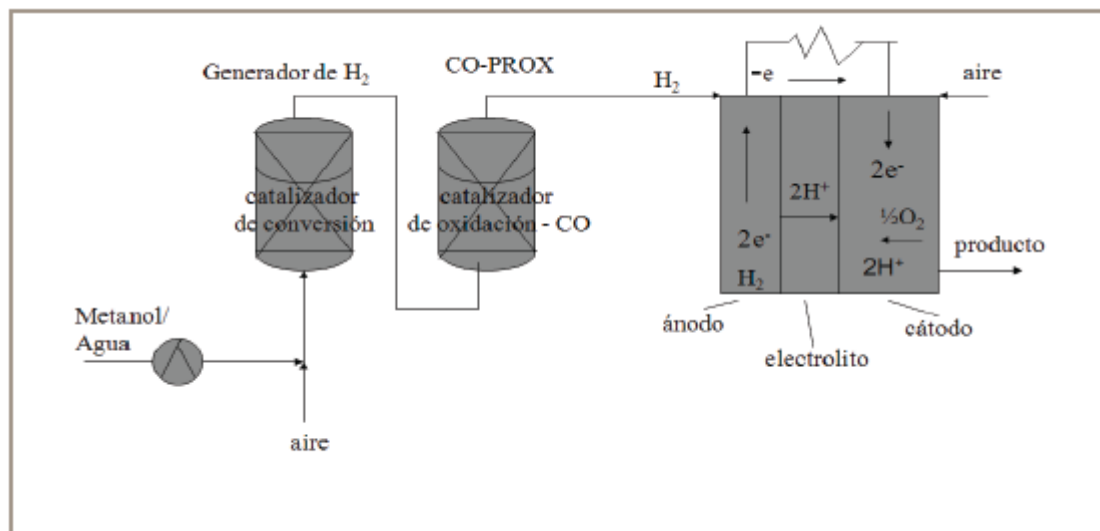 Generador de H₂
CO-PROX
H₂
-e
aire
catalizador
de conversión
catalizador
de oxidación - CO
2e-
2H⁺
2e-
½O₂
2H⁺
H₂
producto
ánodo
electrolito
cátodo
Metanol/
Agua
aire